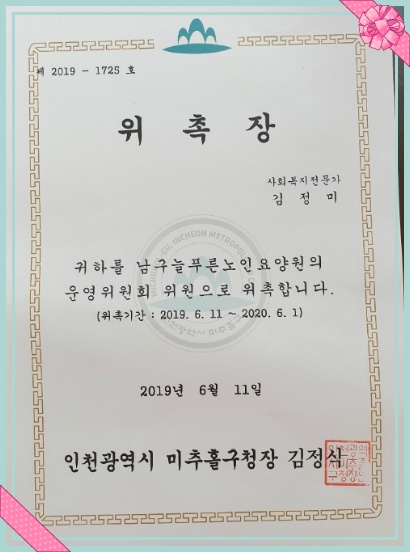 제 2019 - 1725 호
위 촉 장
사회복지전문가
김 정 미
귀하를 남구늘푸른노인요양원의
운영위원회 위원으로 위촉합니다.
(위촉기간 : 2019. 6. 11 ~ 2020. 6. 1)
2019년 6월 11일
인천광역시 미추홀구청장 김정식